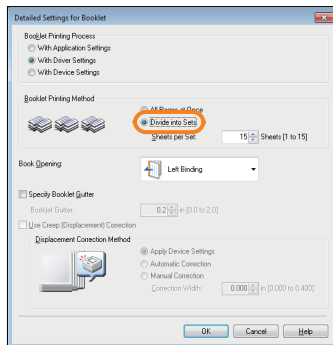 Detailed Settings for Booklet
Booklet Printing Process
With Application Settings
With Driver Settings
With Device Settings
Booklet Printing Method
All Pages at Once
Divide into Sets
Sheets per Set: 15 Sheets [1 to 15]
Book Opening: Left Binding
Specify Booklet Gutter
Booklet Gutter: 0.2 in [0.0 to 2.0]
Use Creep (Displacement) Correction
Displacement Correction Method
Apply Device Settings
Automatic Correction
Manual Correction
Correction Width: 0.000 in [0.000 to 0.480]
OK Cancel Help